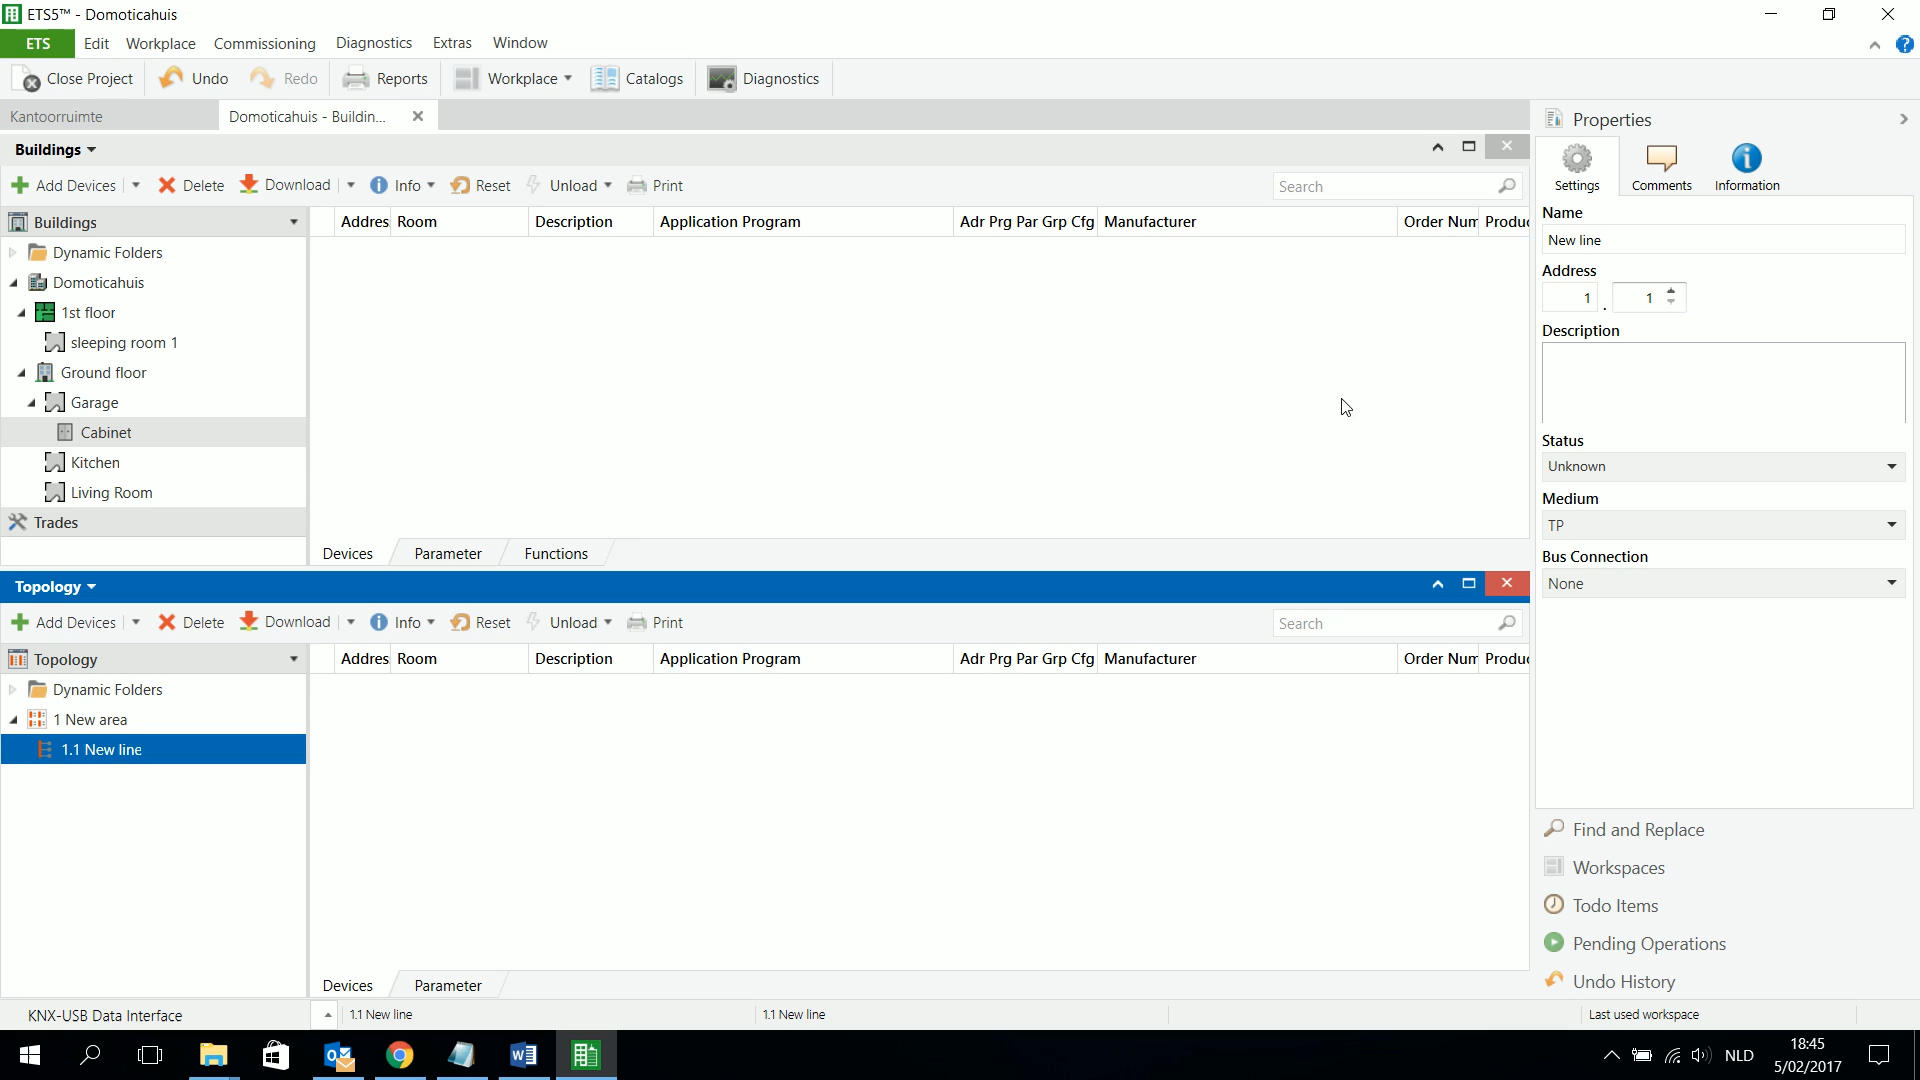 ETS5™ - Domoticahuis
ETS Edit Workplace Commissioning Diagnostics Extras Window
Close Project Undo Redo Reports Workplace Catalogs Diagnostics
Kantoorruimte Domoticahuis - Buildin...
Buildings
Add Devices Delete Download Info Reset Unload Print Search
Buildings Addres Room Description Application Program Adr Prg Par Grp Cfg Manufacturer Order Num Produc
Dynamic Folders
Domoticahuis
1st floor
sleeping room 1
Ground floor
Garage
Cabinet
Kitchen
Living Room
Trades
Devices Parameter Functions
Topology
Add Devices Delete Download Info Reset Unload Print Search
Topology Addres Room Description Application Program Adr Prg Par Grp Cfg Manufacturer Order Num Produc
Dynamic Folders
1 New area
1.1 New line
Devices Parameter
Properties
Settings Comments Information
Name
New line
Address
1 . 1
Description
Status
Unknown
Medium
TP
Bus Connection
None
Find and Replace
Workspaces
Todo Items
Pending Operations
Undo History
KNX-USB Data Interface 1.1 New line 1.1 New line Last used workspace
NLD 18:45
5/02/2017